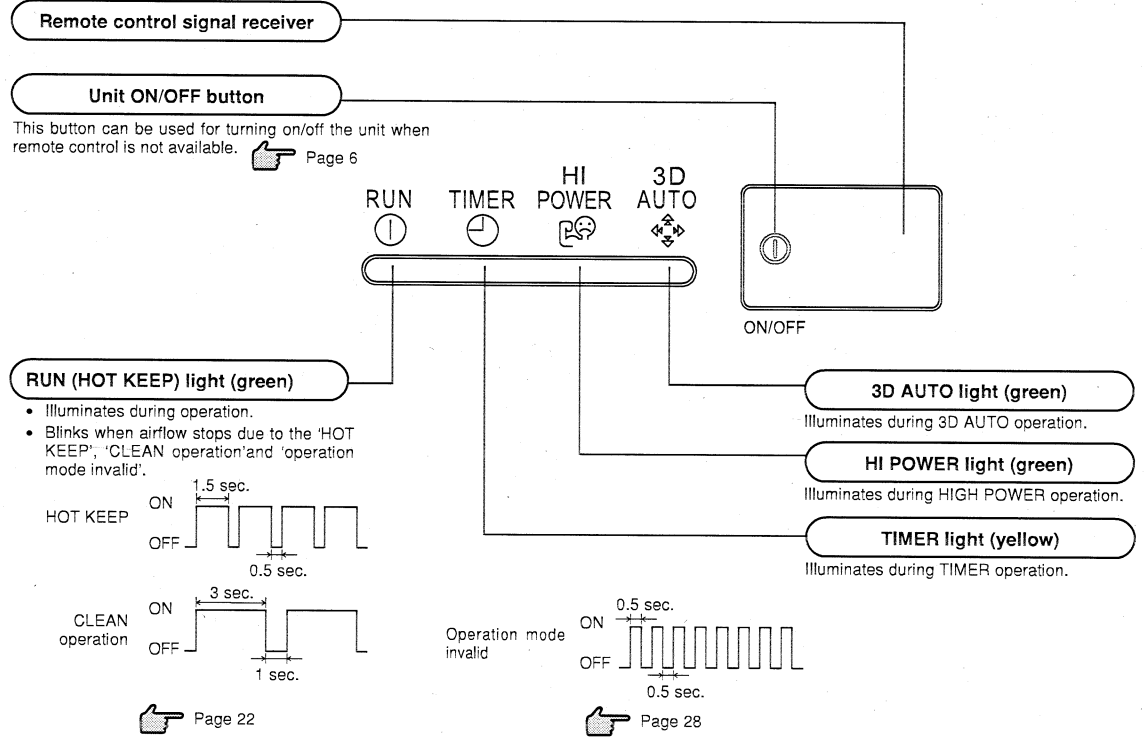 Remote control signal receiver
Unit ON/OFF button
This button can be used for turning on/off the unit when
remote control is not available.
Page 6
RUN
TIMER
HI
POWER
3D
AUTO
ON/OFF
RUN (HOT KEEP) light (green)
• Illuminates during operation.
• Blinks when airflow stops due to the 'HOT
KEEP', 'CLEAN operation'and 'operation
mode invalid'.
HOT KEEP
ON
OFF
1.5 sec.
0.5 sec.
CLEAN
operation
ON
OFF
3 sec.
1 sec.
Page 22
Operation mode
invalid
ON
OFF
0.5 sec.
0.5 sec.
Page 28
3D AUTO light (green)
Illuminates during 3D AUTO operation.
HI POWER light (green)
Illuminates during HIGH POWER operation.
TIMER light (yellow)
Illuminates during TIMER operation.